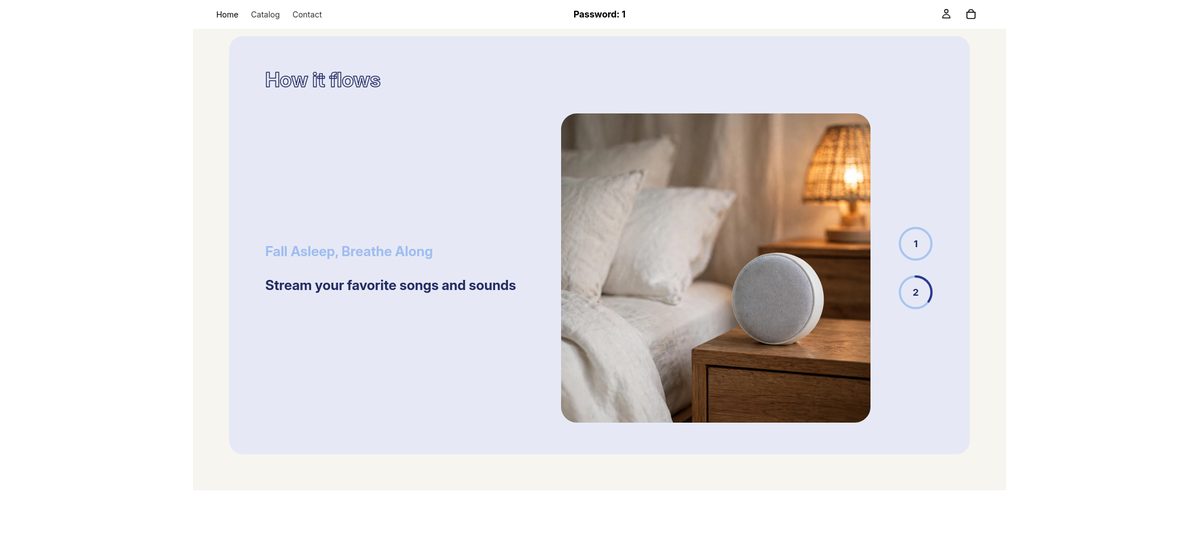 Home
Catalog
Contact
Password: 1
How it flows
Fall Asleep, Breathe Along
Stream your favorite songs and sounds
1
2